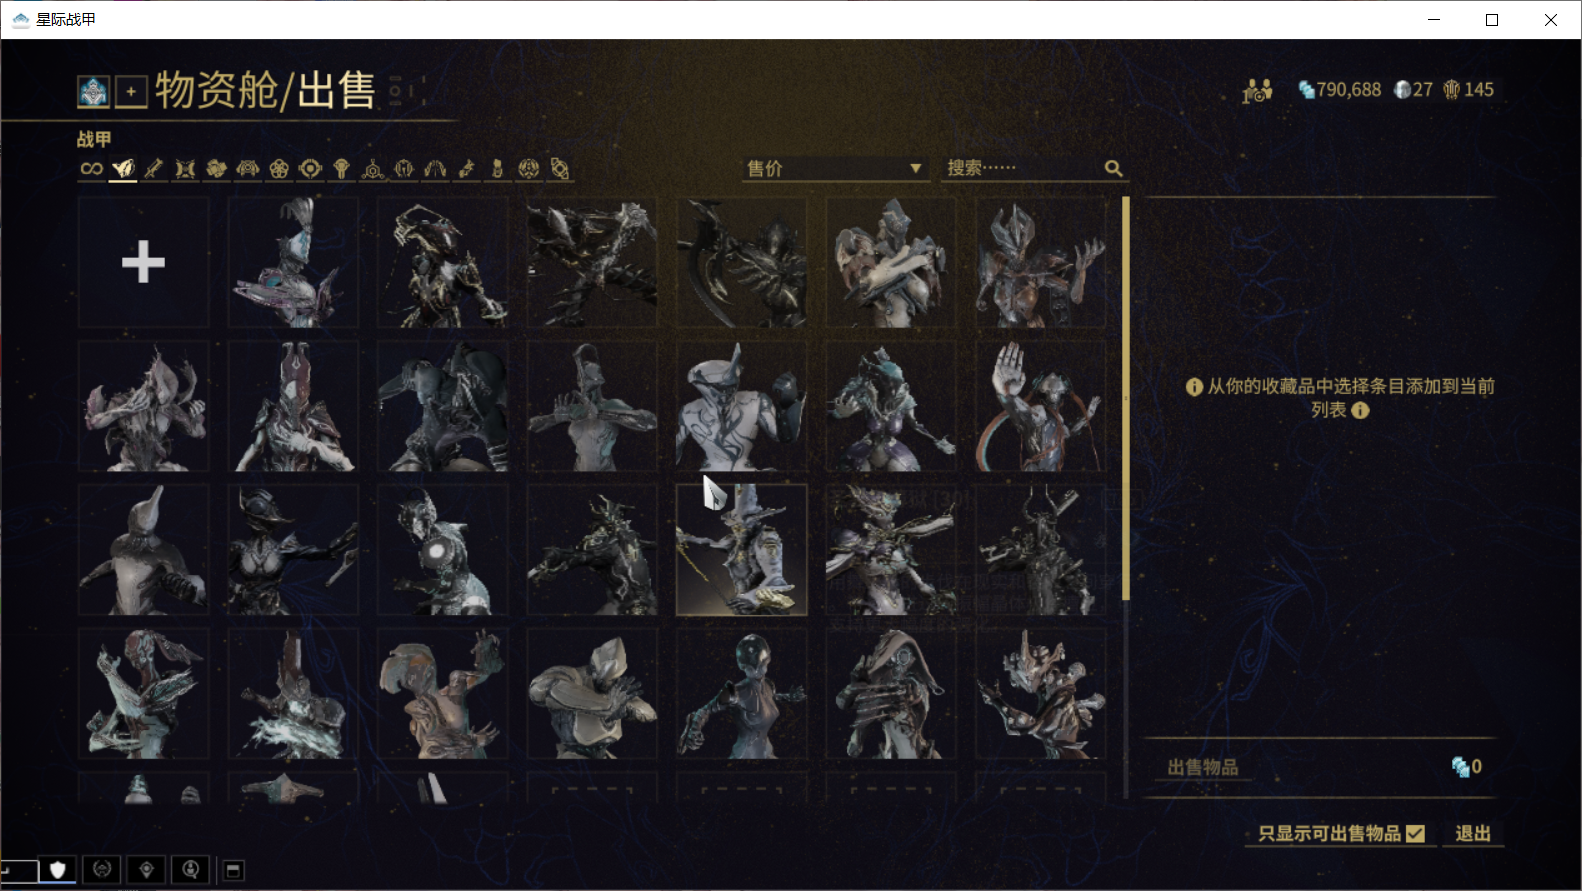 星际战甲
物资舱/出售
790,688
27
145
战甲
售价
搜索……
从你的收藏品中选择条目添加到当前
列表
出售物品
0
只显示可出售物品
退出